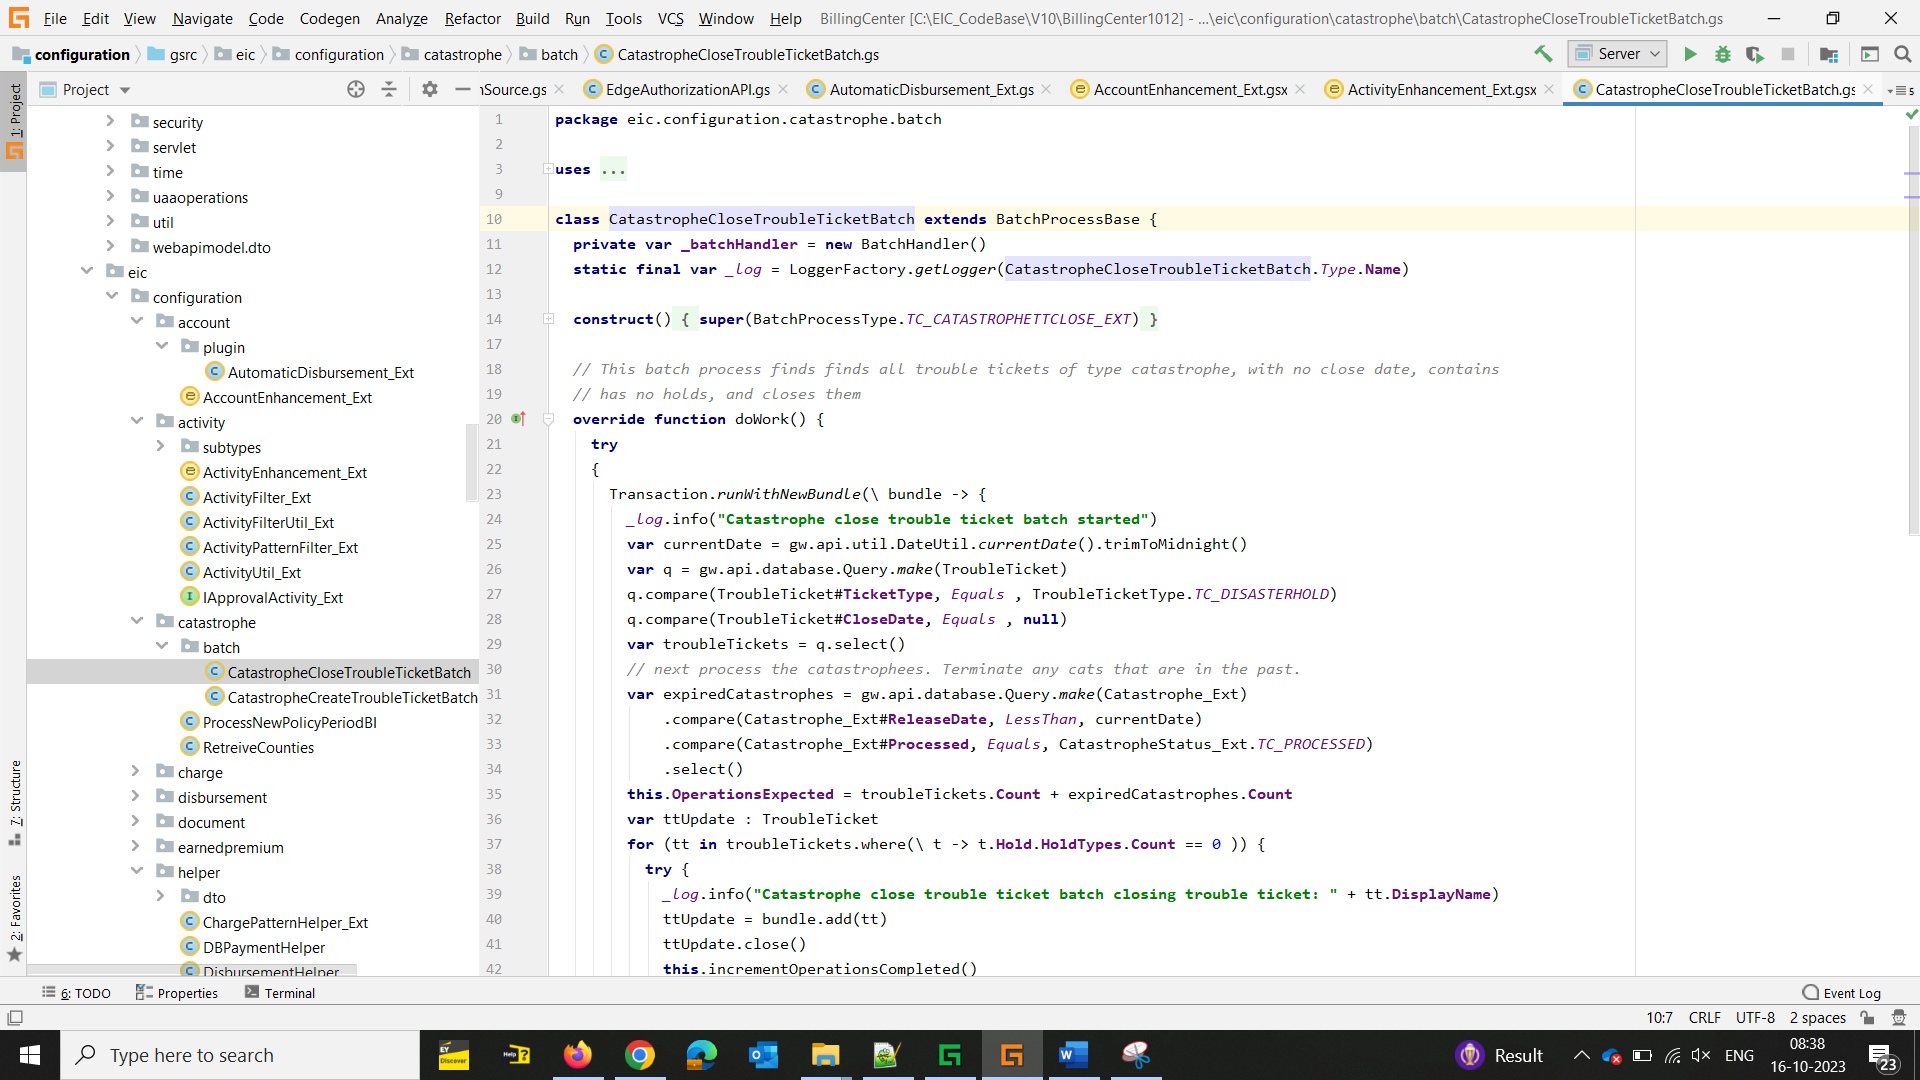 File Edit View Navigate Code Codegen Analyze Refactor Build Run Tools VCS Window Help BillingCenter [C:\EIC_CodeBase\V10\BillingCenter1012] - ...\eic\configuration\catastrophe\batch\CatastropheCloseTroubleTicketBatch.gs
configuration gsrc eic configuration catastrophe batch CatastropheCloseTroubleTicketBatch.gs Server
Project nSource.gs EdgeAuthorizationAPI.gs AutomaticDisbursement_Ext.gs AccountEnhancement_Ext.gsx ActivityEnhancement_Ext.gsx CatastropheCloseTroubleTicketBatch.gs s
1: Project
7: Structure
2: Favorites
security
servlet
time
uaaoperations
util
webapimodel.dto
eic
configuration
account
plugin
AutomaticDisbursement_Ext
AccountEnhancement_Ext
activity
subtypes
ActivityEnhancement_Ext
ActivityFilter_Ext
ActivityFilterUtil_Ext
ActivityPatternFilter_Ext
ActivityUtil_Ext
IApprovalActivity_Ext
catastrophe
batch
CatastropheCloseTroubleTicketBatch
CatastropheCreateTroubleTicketBatch
ProcessNewPolicyPeriodBI
RetreiveCounties
charge
disbursement
document
earnedpremium
helper
dto
ChargePatternHelper_Ext
DBPaymentHelper
DisbursementHelper
1 package eic.configuration.catastrophe.batch
2
3 uses ...
9
10 class CatastropheCloseTroubleTicketBatch extends BatchProcessBase {
11 private var _batchHandler = new BatchHandler()
12 static final var _log = LoggerFactory.getLogger(CatastropheCloseTroubleTicketBatch.Type.Name)
13
14 construct() { super(BatchProcessType.TC_CATASTROPHETTCLOSE_EXT) }
17
18 // This batch process finds finds all trouble tickets of type catastrophe, with no close date, contains
19 // has no holds, and closes them
20 override function doWork() {
21 try
22 {
23 Transaction.runWithNewBundle(\ bundle -> {
24 _log.info("Catastrophe close trouble ticket batch started")
25 var currentDate = gw.api.util.DateUtil.currentDate().trimToMidnight()
26 var q = gw.api.database.Query.make(TroubleTicket)
27 q.compare(TroubleTicket#TicketType, Equals , TroubleTicketType.TC_DISASTERHOLD)
28 q.compare(TroubleTicket#CloseDate, Equals , null)
29 var troubleTickets = q.select()
30 // next process the catastrophees. Terminate any cats that are in the past.
31 var expiredCatastrophes = gw.api.database.Query.make(Catastrophe_Ext)
32 .compare(Catastrophe_Ext#ReleaseDate, LessThan, currentDate)
33 .compare(Catastrophe_Ext#Processed, Equals, CatastropheStatus_Ext.TC_PROCESSED)
34 .select()
35 this.OperationsExpected = troubleTickets.Count + expiredCatastrophes.Count
36 var ttUpdate : TroubleTicket
37 for (tt in troubleTickets.where(\ t -> t.Hold.HoldTypes.Count == 0 )) {
38 try {
39 _log.info("Catastrophe close trouble ticket batch closing trouble ticket: " + tt.DisplayName)
40 ttUpdate = bundle.add(tt)
41 ttUpdate.close()
42 this.incrementOperationsCompleted()
6: TODO Properties Terminal Event Log
10:7 CRLF UTF-8 2 spaces
Type here to search EY Discover Help ? Result ENG 08:38 16-10-2023 23